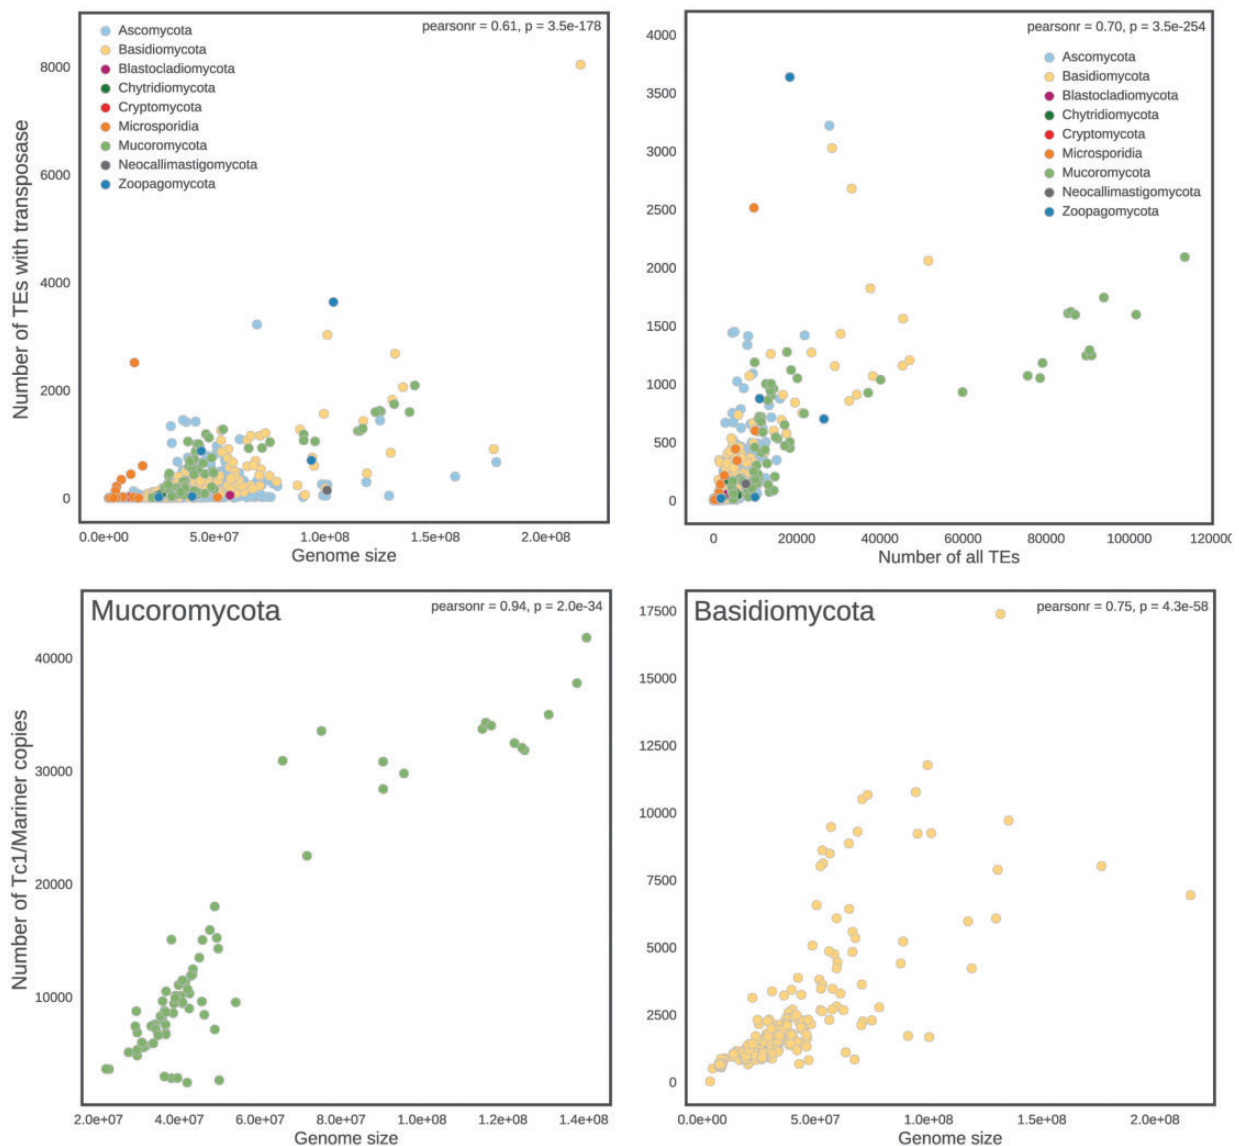 pearsonr = 0.61, p = 3.5e-178
Ascomycota
Basidiomycota
Blastocladiomycota
Chytridiomycota
Cryptomycota
Microsporidia
Mucoromycota
Neocallimastigomycota
Zoopagomycota
Number of TEs with transposase
8000
6000
4000
2000
0
0.0e+00 5.0e+07 1.0e+08 1.5e+08 2.0e+08
Genome size
pearsonr = 0.70, p = 3.5e-254
Ascomycota
Basidiomycota
Blastocladiomycota
Chytridiomycota
Cryptomycota
Microsporidia
Mucoromycota
Neocallimastigomycota
Zoopagomycota
4000
3500
3000
2500
2000
1500
1000
500
0
0 20000 40000 60000 80000 100000 120000
Number of all TEs
Mucoromycota
pearsonr = 0.94, p = 2.0e-34
Number of Tc1/Mariner copies
40000
30000
20000
10000
2.0e+07 4.0e+07 6.0e+07 8.0e+07 1.0e+08 1.2e+08 1.4e+08
Genome size
Basidiomycota
pearsonr = 0.75, p = 4.3e-58
17500
15000
12500
10000
7500
5000
2500
0
0.0e+00 5.0e+07 1.0e+08 1.5e+08 2.0e+08
Genome size